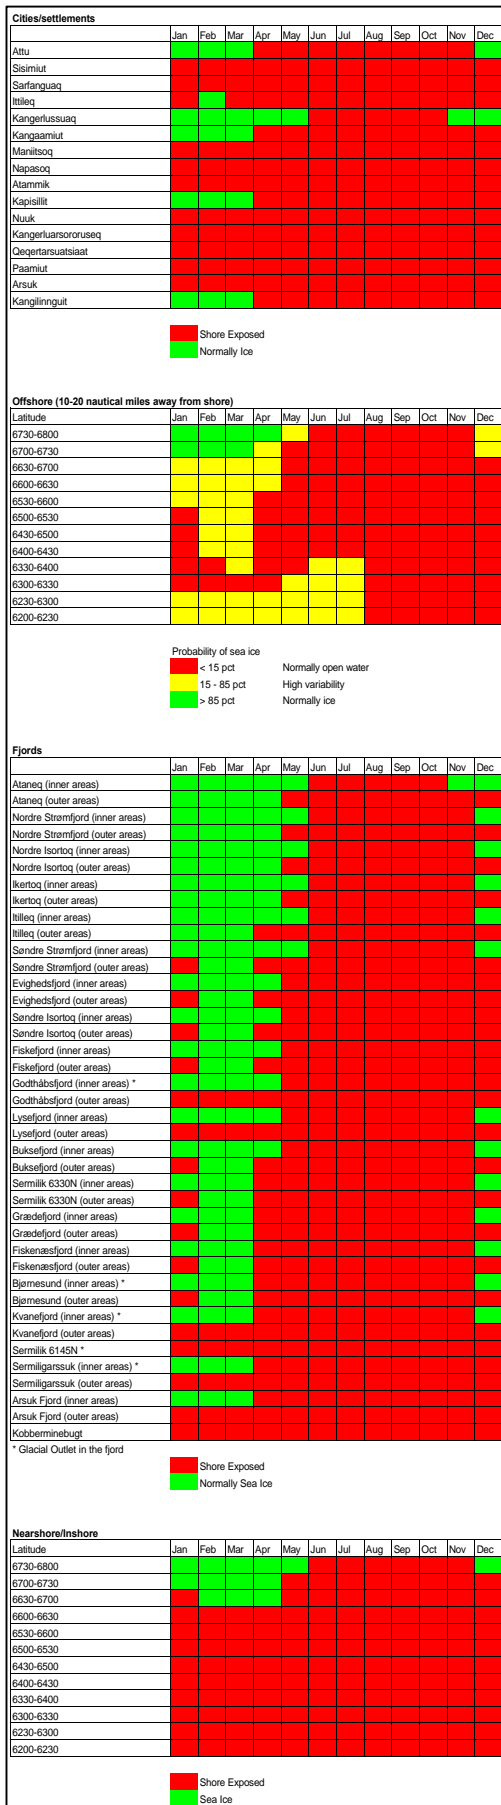 Cities/settlements
Jan Feb Mar Apr May Jun Jul Aug Sep Oct Nov Dec
Attu
Sisimiut
Sarfanguaq
Ittileq
Kangerlussuaq
Kangaamiut
Maniitsoq
Napasoq
Atammik
Kapisillit
Nuuk
Kangerluarsororuseq
Qeqertarsuatsiaat
Paamiut
Arsuk
Kangilinnguit
Shore Exposed
Normally Ice
Offshore (10-20 nautical miles away from shore)
Latitude Jan Feb Mar Apr May Jun Jul Aug Sep Oct Nov Dec
6730-6800
6700-6730
6630-6700
6600-6630
6530-6600
6500-6530
6430-6500
6400-6430
6330-6400
6300-6330
6230-6300
6200-6230
Probability of sea ice
< 15 pct Normally open water
15 - 85 pct High variability
> 85 pct Normally ice
Fjords
Jan Feb Mar Apr May Jun Jul Aug Sep Oct Nov Dec
Ataneq (inner areas)
Ataneq (outer areas)
Nordre Strømfjord (inner areas)
Nordre Strømfjord (outer areas)
Nordre Isortoq (inner areas)
Nordre Isortoq (outer areas)
Ikertoq (inner areas)
Ikertoq (outer areas)
Itilleq (inner areas)
Itilleq (outer areas)
Søndre Strømfjord (inner areas)
Søndre Strømfjord (outer areas)
Evighedsfjord (inner areas)
Evighedsfjord (outer areas)
Søndre Isortoq (inner areas)
Søndre Isortoq (outer areas)
Fiskefjord (inner areas)
Fiskefjord (outer areas)
Godthåbsfjord (inner areas) *
Godthåbsfjord (outer areas)
Lysefjord (inner areas)
Lysefjord (outer areas)
Buksefjord (inner areas)
Buksefjord (outer areas)
Sermilik 6330N (inner areas)
Sermilik 6330N (outer areas)
Grædefjord (inner areas)
Grædefjord (outer areas)
Fiskenæsfjord (inner areas)
Fiskenæsfjord (outer areas)
Bjørnesund (inner areas) *
Bjørnesund (outer areas)
Kvanefjord (inner areas) *
Kvanefjord (outer areas)
Sermilik 6145N *
Sermiligarssuk (inner areas) *
Sermiligarssuk (outer areas)
Arsuk Fjord (inner areas)
Arsuk Fjord (outer areas)
Kobberminebugt
* Glacial Outlet in the fjord
Shore Exposed
Normally Sea Ice
Nearshore/Inshore
Latitude Jan Feb Mar Apr May Jun Jul Aug Sep Oct Nov Dec
6730-6800
6700-6730
6630-6700
6600-6630
6530-6600
6500-6530
6430-6500
6400-6430
6330-6400
6300-6330
6230-6300
6200-6230
Shore Exposed
Sea Ice